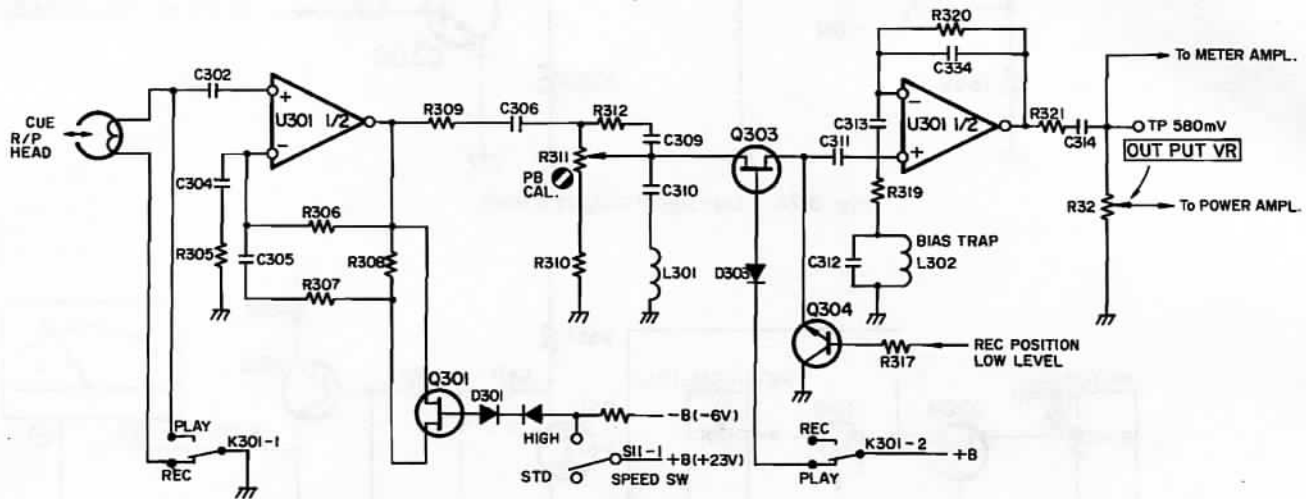 R320
C334
To METER AMPL.
C302
CUE
R/P
HEAD
+
U301 1/2
−
R309
C306
R312
C309
R311
PB
CAL.
C310
Q303
C311
C313
−
U301 1/2
+
R321
C314
TP 580mV
OUT PUT VR
R319
R32
To POWER AMPL.
C304
R306
R305
C305
R308
R307
R310
L301
D303
BIAS TRAP
C312
L302
Q304
R317
REC POSITION
LOW LEVEL
Q301
D301
−B(−6V)
HIGH
S11-1
+B(+23V)
STD
SPEED SW
PLAY
K301-1
REC
REC
K301-2
+B
PLAY